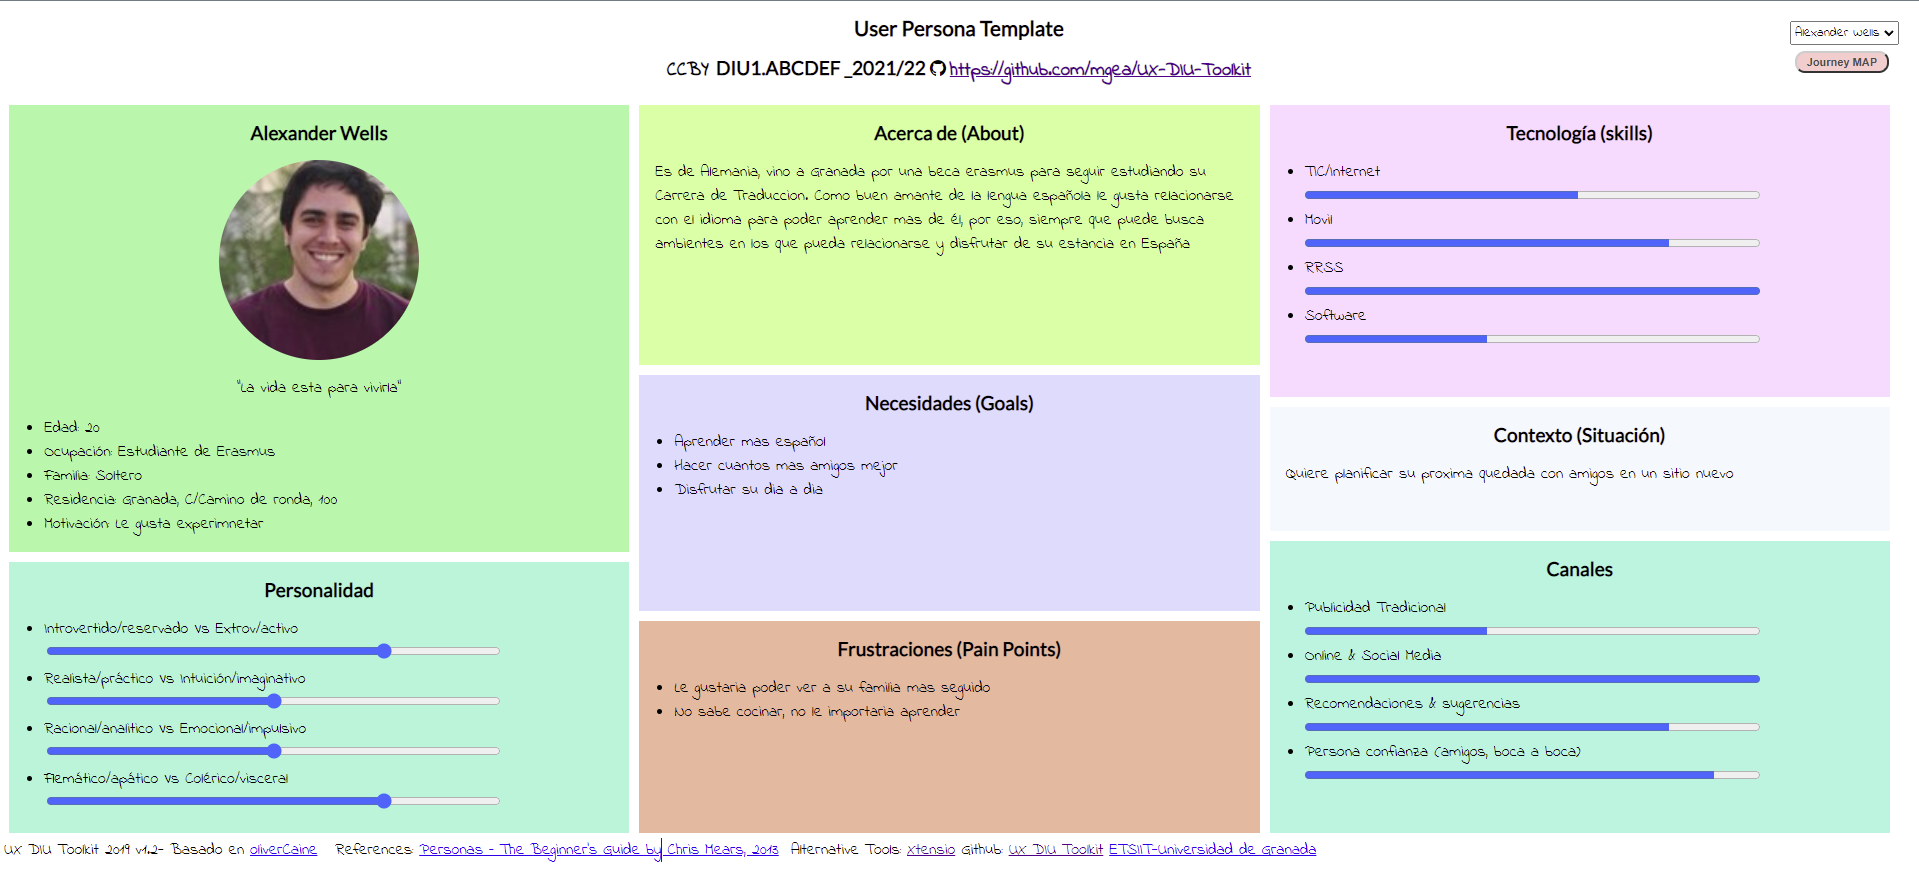 User Persona Template
CCBY DIU1.ABCDEF _2021/22 https://github.com/mgea/UX-DIU-Toolkit
Alexander Wells
Journey MAP
Alexander Wells
"La vida esta para vivirla"
Edad: 20
Ocupación: Estudiante de Erasmus
Familia: Soltero
Residencia: Granada, C/Camino de ronda, 100
Motivación: Le gusta experimnetar
Personalidad
Introvertido/reservado Vs Extrov/activo
Realista/práctico Vs Intuición/imaginativo
Racional/analítico Vs Emocional/impulsivo
Flemático/apático Vs Colérico/visceral
Acerca de (About)
Es de Alemania, vino a Granada por una beca erasmus para seguir estudiando su
Carrera de Traduccion. Como buen amante de la lengua española le gusta relacionarse
con el idioma para poder aprender mas de él, por eso, siempre que puede busca
ambientes en los que pueda relacionarse y disfrutar de su estancia en España
Necesidades (Goals)
Aprender mas español
Hacer cuantos mas amigos mejor
Disfrutar su dia a dia
Frustraciones (Pain Points)
Le gustaria poder ver a su familia mas seguido
No sabe cocinar, no le importaria aprender
Tecnología (skills)
TIC/Internet
Movil
RRSS
Software
Contexto (Situación)
Quiere planificar su proxima quedada con amigos en un sitio nuevo
Canales
Publicidad Tradicional
Online & Social Media
Recomendaciones & sugerencias
Persona confianza (amigos, boca a boca)
UX DIU Toolkit 2019 v1.2- Basado en oliverCaine References: Personas - The Beginner's Guide by Chris Mears, 2013 Alternative Tools: Xtensio Github: UX DIU Toolkit ETSIIT-Universidad de Granada